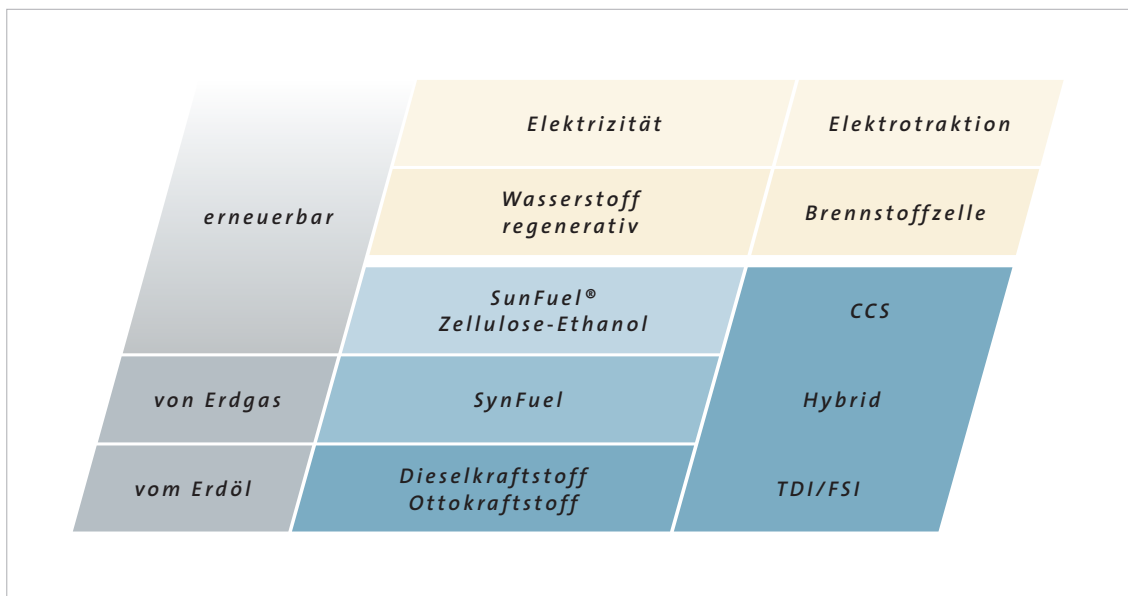 Elektrizität
Elektrotraktion
erneuerbar
Wasserstoff
regenerativ
Brennstoffzelle
SunFuel®
Zellulose-Ethanol
CCS
von Erdgas
SynFuel
Hybrid
vom Erdöl
Dieselkraftstoff
Ottokraftstoff
TDI/FSI